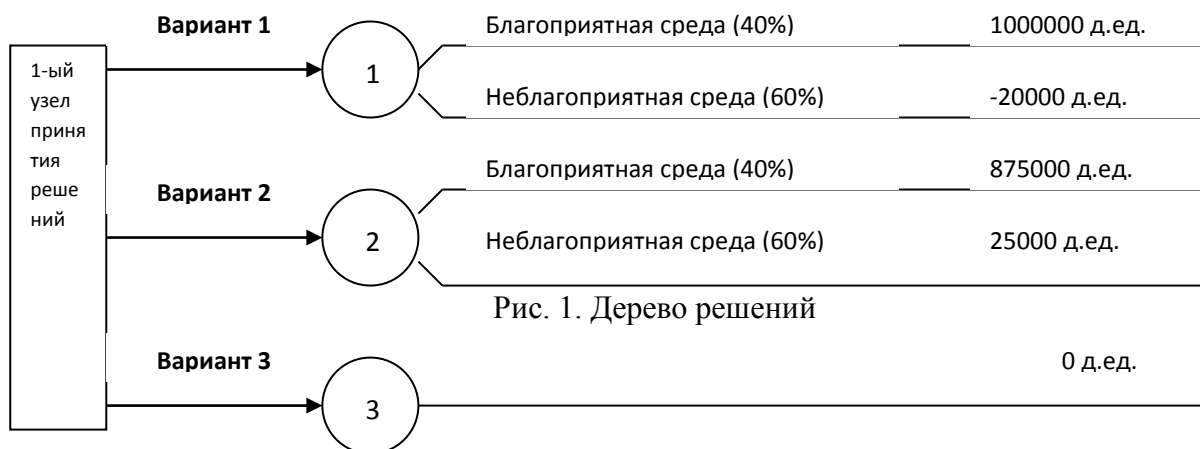 Вариант 1
Благоприятная среда (40%) 1000000 д.ед.
1-ый
узел
приня
тия
реше
ний
1
Неблагоприятная среда (60%) -20000 д.ед.
Вариант 2
Благоприятная среда (40%) 875000 д.ед.
2
Неблагоприятная среда (60%) 25000 д.ед.
Рис. 1. Дерево решений
Вариант 3
0 д.ед.
3